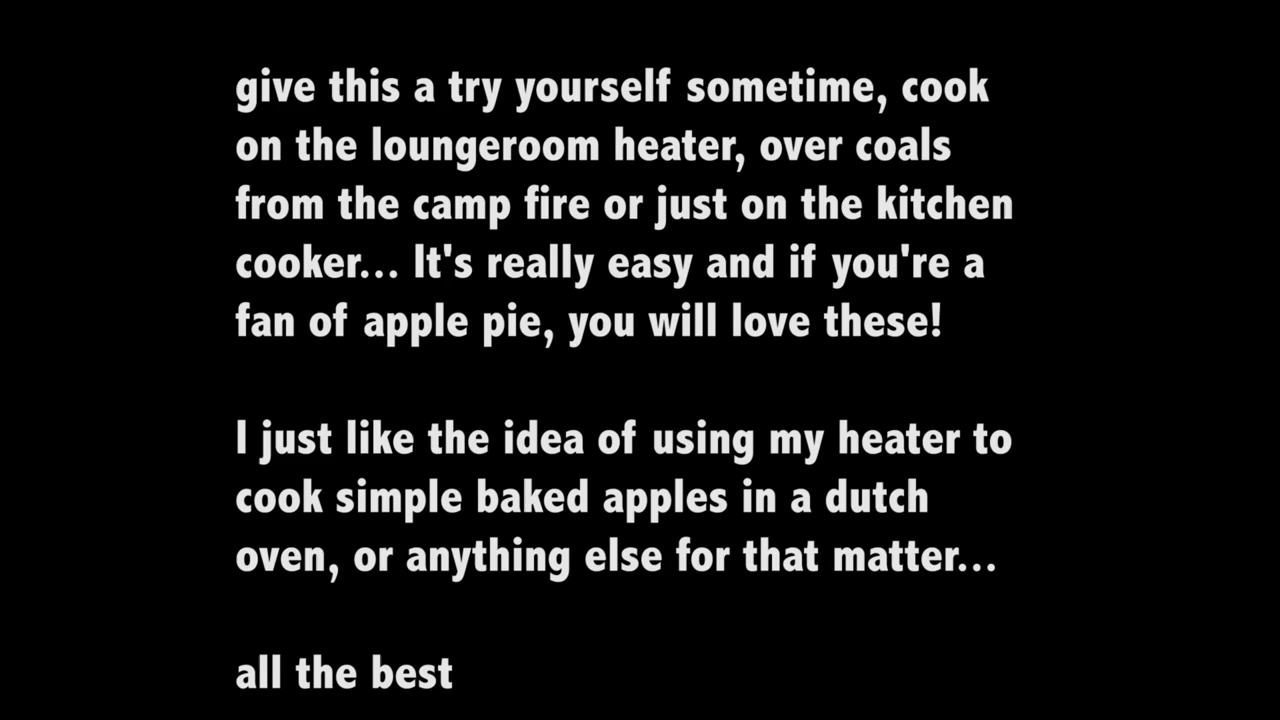 give this a try yourself sometime, cook
on the loungeroom heater, over coals
from the camp fire or just on the kitchen
cooker... It's really easy and if you're a
fan of apple pie, you will love these!
I just like the idea of using my heater to
cook simple baked apples in a dutch
oven, or anything else for that matter...
all the best